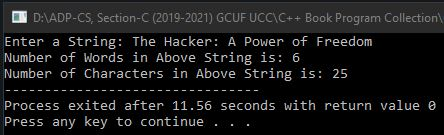 D:\ADP-CS, Section-C (2019-2021) GCUF UCC\C++ Book Program Collection\
Enter a String: The Hacker: A Power of Freedom
Number of Words in Above String is: 6
Number of Characters in Above String is: 25
--------------------------------
Process exited after 11.56 seconds with return value 0
Press any key to continue . . .